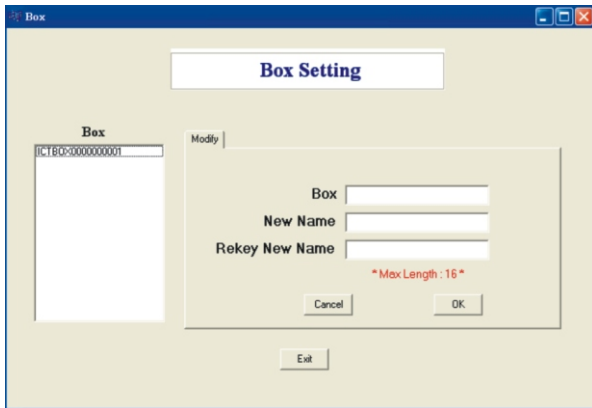 Box
Box Setting
Box
ICTBOX0000000001
Modify
Box
New Name
Rekey New Name
*Max Length : 16*
Cancel
OK
Exit